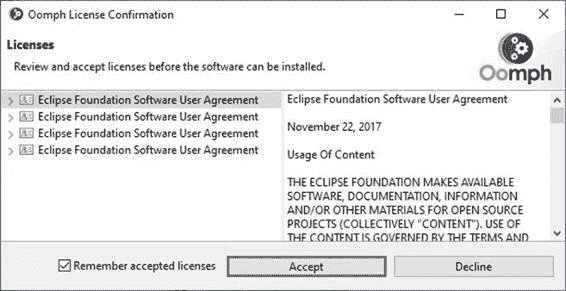 Oomph License Confirmation
Licenses
Review and accept licenses before the software can be installed.
Oomph
Eclipse Foundation Software User Agreement
Eclipse Foundation Software User Agreement
Eclipse Foundation Software User Agreement
Eclipse Foundation Software User Agreement
Eclipse Foundation Software User Agreement
November 22, 2017
Usage Of Content
THE ECLIPSE FOUNDATION MAKES AVAILABLE
SOFTWARE, DOCUMENTATION, INFORMATION
AND/OR OTHER MATERIALS FOR OPEN SOURCE
PROJECTS (COLLECTIVELY "CONTENT"). USE OF
THE CONTENT IS GOVERNED BY THE TERMS AND
Remember accepted licenses
Accept
Decline